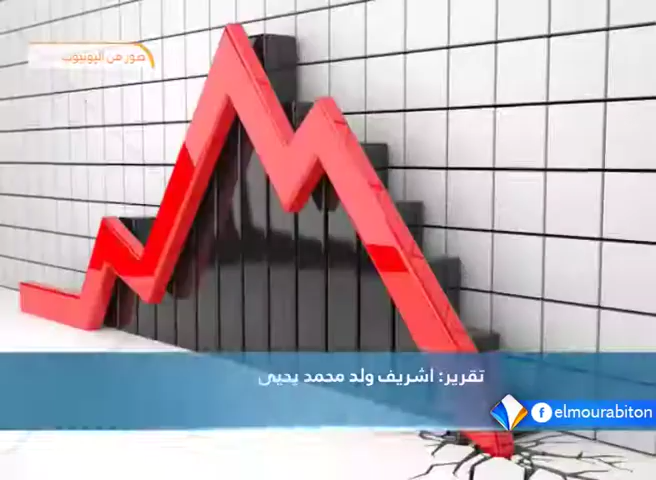 صور من اليوتيوب
تقرير: اشريف ولد محمد يحيى
elmourabiton